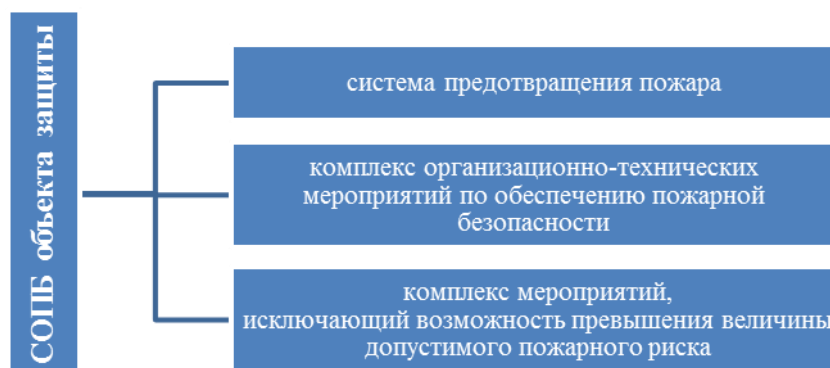 СОПБ объекта защиты
система предотвращения пожара
комплекс организационно-технических
мероприятий по обеспечению пожарной
безопасности
комплекс мероприятий,
исключающий возможность превышения величины
допустимого пожарного риска